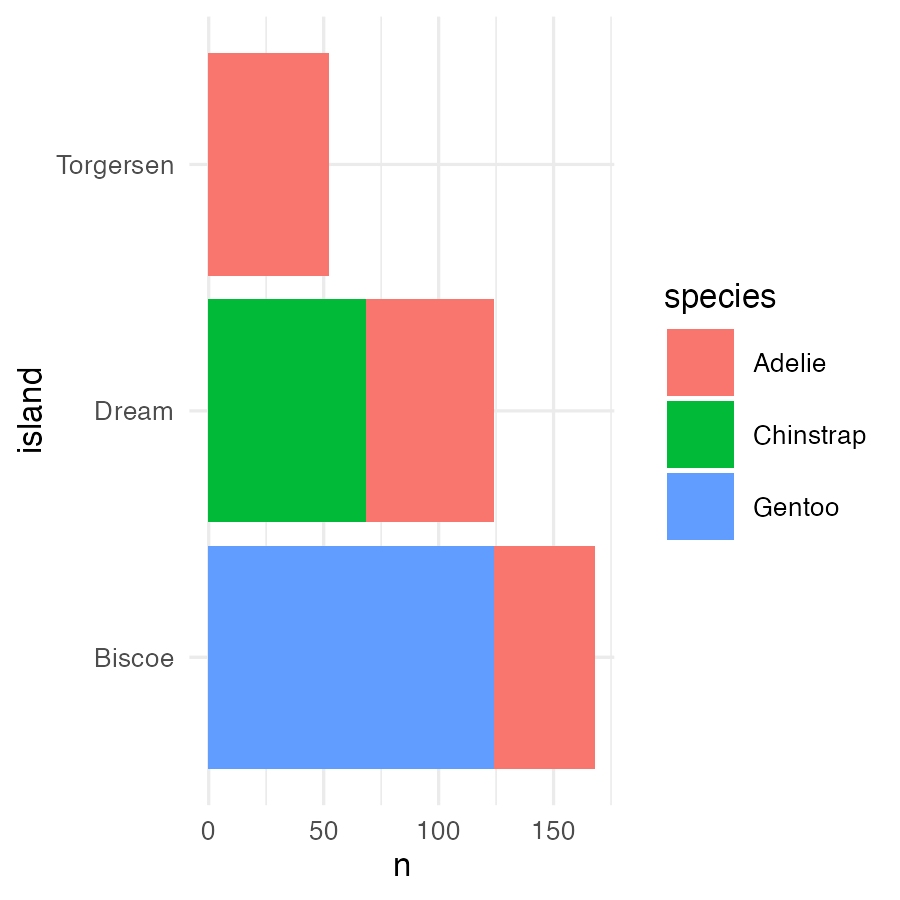 Torgersen
Dream
Biscoe
island
0 50 100 150
n
species
Adelie
Chinstrap
Gentoo